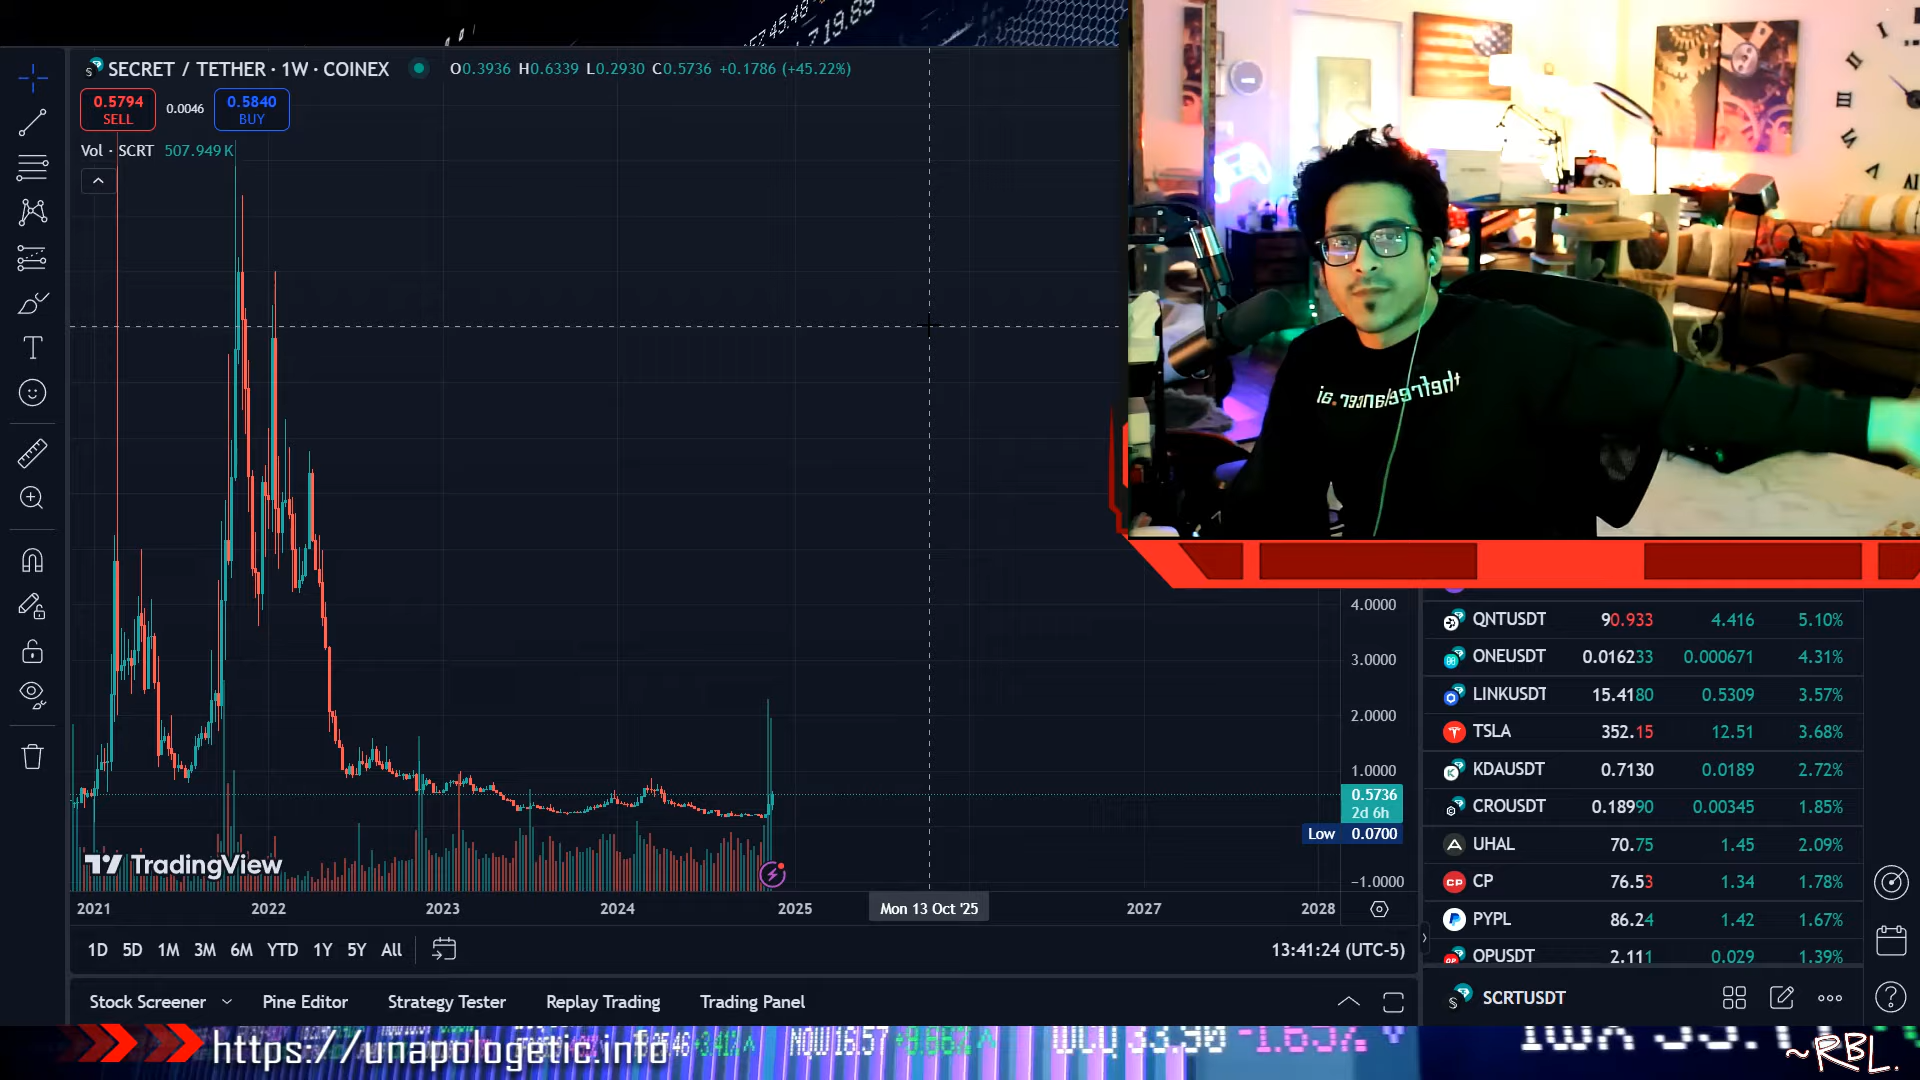 7745.48
719.89
SECRET / TETHER · 1W · COINEX O0.3936 H0.6339 L0.2930 C0.5736 +0.1786 (+45.22%)
0.5794 SELL 0.0046 0.5840 BUY
Vol · SCRT 507.949K
thefreelancer.ai
4.0000
3.0000
2.0000
1.0000
0.5736
2d 6h
Low 0.0700
−1.0000
TradingView
2021 2022 2023 2024 2025 Mon 13 Oct '25 2027 2028
1D 5D 1M 3M 6M YTD 1Y 5Y All 13:41:24 (UTC-5)
Stock Screener Pine Editor Strategy Tester Replay Trading Trading Panel
QNTUSDT 90.933 4.416 5.10%
ONEUSDT 0.016233 0.000671 4.31%
LINKUSDT 15.4180 0.5309 3.57%
TSLA 352.15 12.51 3.68%
KDAUSDT 0.7130 0.0189 2.72%
CROUSDT 0.18990 0.00345 1.85%
UHAL 70.75 1.45 2.09%
CP 76.53 1.34 1.78%
PYPL 86.24 1.42 1.67%
OPUSDT 2.111 0.029 1.39%
SCRTUSDT
https://unapologetic.info
~RBL.